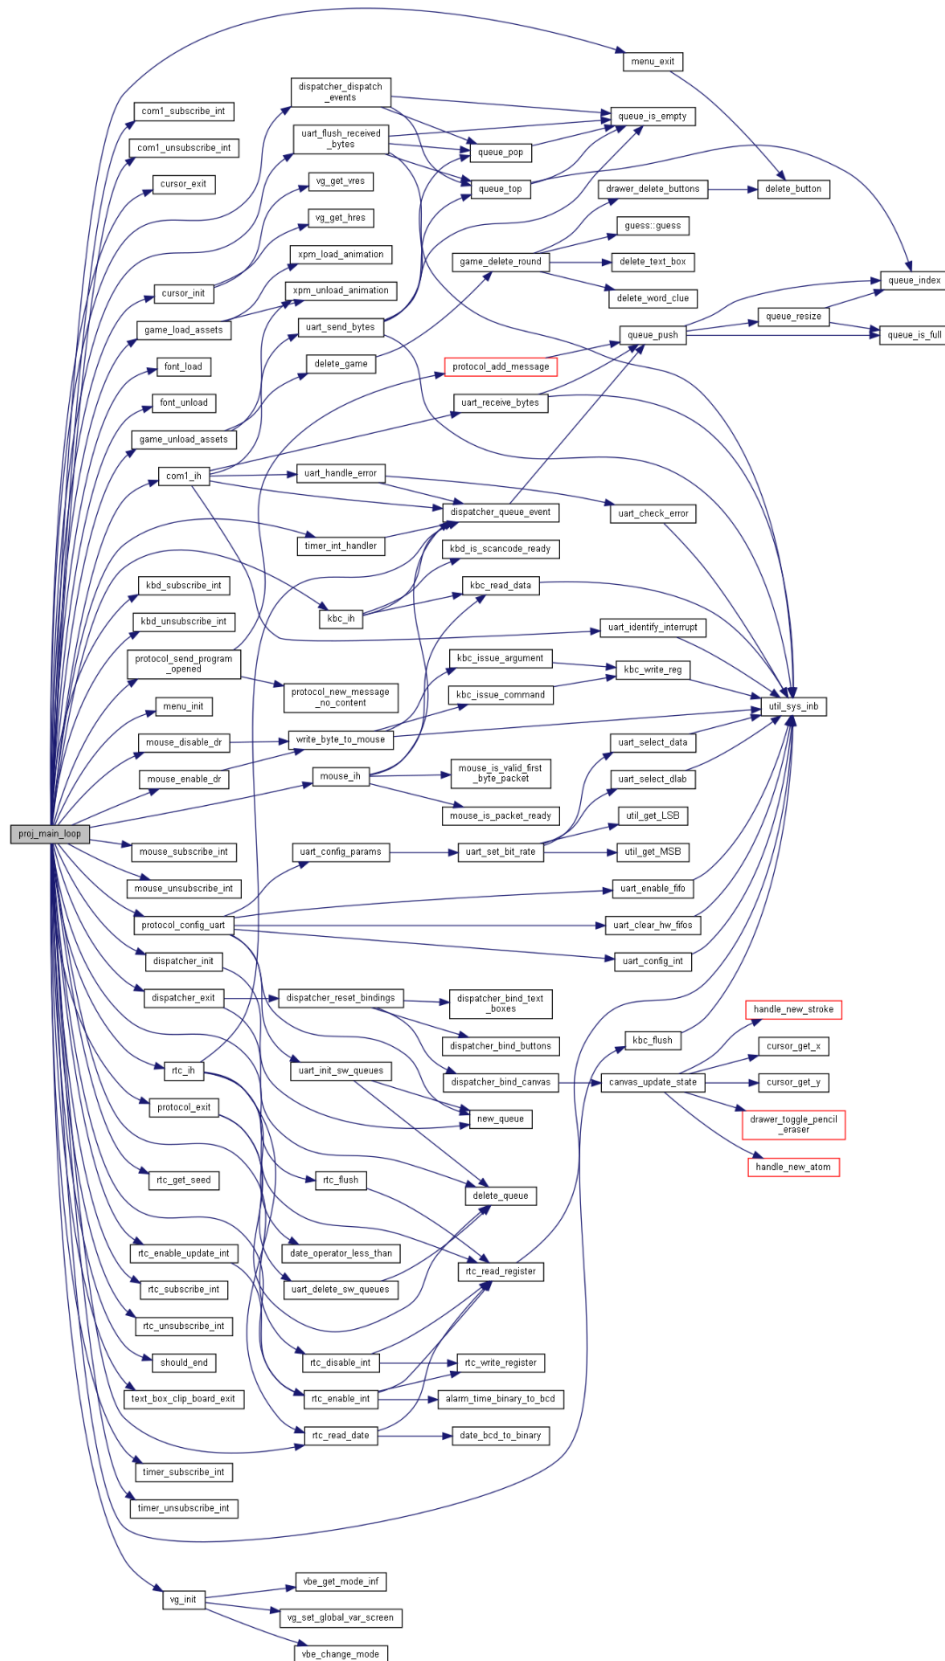 menu_exit
dispatcher_dispatch
_events
com1_subscribe_int
queue_is_empty
uart_flush_received
_bytes
com1_unsubscribe_int
queue_pop
cursor_exit
vg_get_vres
queue_top
drawer_delete_buttons
delete_button
vg_get_hres
guess::guess
xpm_load_animation
game_delete_round
delete_text_box
queue_index
cursor_init
xpm_unload_animation
delete_word_clue
game_load_assets
uart_send_bytes
queue_resize
queue_push
queue_is_full
font_load
delete_game
protocol_add_message
font_unload
uart_receive_bytes
game_unload_assets
com1_ih
uart_handle_error
dispatcher_queue_event
uart_check_error
timer_int_handler
kbd_is_scancode_ready
kbd_subscribe_int
kbc_read_data
kbd_unsubscribe_int
kbc_ih
uart_identify_interrupt
protocol_send_program
_opened
kbc_issue_argument
kbc_write_reg
protocol_new_message
_no_content
kbc_issue_command
menu_init
util_sys_inb
mouse_disable_dr
write_byte_to_mouse
uart_select_data
mouse_enable_dr
mouse_ih
mouse_is_valid_first
_byte_packet
uart_select_dlab
mouse_is_packet_ready
util_get_LSB
proj_main_loop
mouse_subscribe_int
uart_config_params
uart_set_bit_rate
util_get_MSB
mouse_unsubscribe_int
uart_enable_fifo
protocol_config_uart
uart_clear_hw_fifos
dispatcher_init
uart_config_int
dispatcher_exit
dispatcher_reset_bindings
dispatcher_bind_text
_boxes
handle_new_stroke
dispatcher_bind_buttons
kbc_flush
cursor_get_x
rtc_ih
uart_init_sw_queues
dispatcher_bind_canvas
canvas_update_state
cursor_get_y
protocol_exit
new_queue
drawer_toggle_pencil
_eraser
rtc_get_seed
rtc_flush
handle_new_atom
delete_queue
rtc_enable_update_int
date_operator_less_than
rtc_read_register
rtc_subscribe_int
uart_delete_sw_queues
rtc_unsubscribe_int
should_end
rtc_disable_int
rtc_write_register
text_box_clip_board_exit
rtc_enable_int
alarm_time_binary_to_bcd
rtc_read_date
date_bcd_to_binary
timer_subscribe_int
timer_unsubscribe_int
vbe_get_mode_inf
vg_init
vg_set_global_var_screen
vbe_change_mode